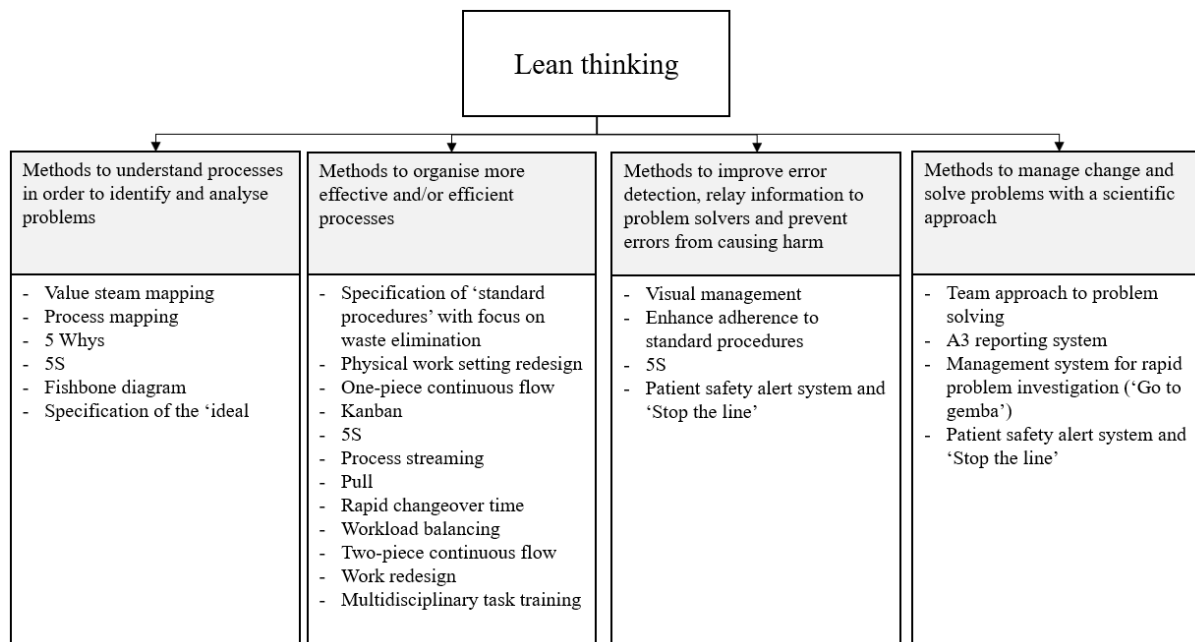 Lean thinking
Methods to understand processes
in order to identify and analyse
problems
- Value steam mapping
- Process mapping
- 5 Whys
- 5S
- Fishbone diagram
- Specification of the ‘ideal
Methods to organise more
effective and/or efficient
processes
- Specification of ‘standard
procedures’ with focus on
waste elimination
- Physical work setting redesign
- One-piece continuous flow
- Kanban
- 5S
- Process streaming
- Pull
- Rapid changeover time
- Workload balancing
- Two-piece continuous flow
- Work redesign
- Multidisciplinary task training
Methods to improve error
detection, relay information to
problem solvers and prevent
errors from causing harm
- Visual management
- Enhance adherence to
standard procedures
- 5S
- Patient safety alert system and
‘Stop the line’
Methods to manage change and
solve problems with a scientific
approach
- Team approach to problem
solving
- A3 reporting system
- Management system for rapid
problem investigation (‘Go to
gemba’)
- Patient safety alert system and
‘Stop the line’